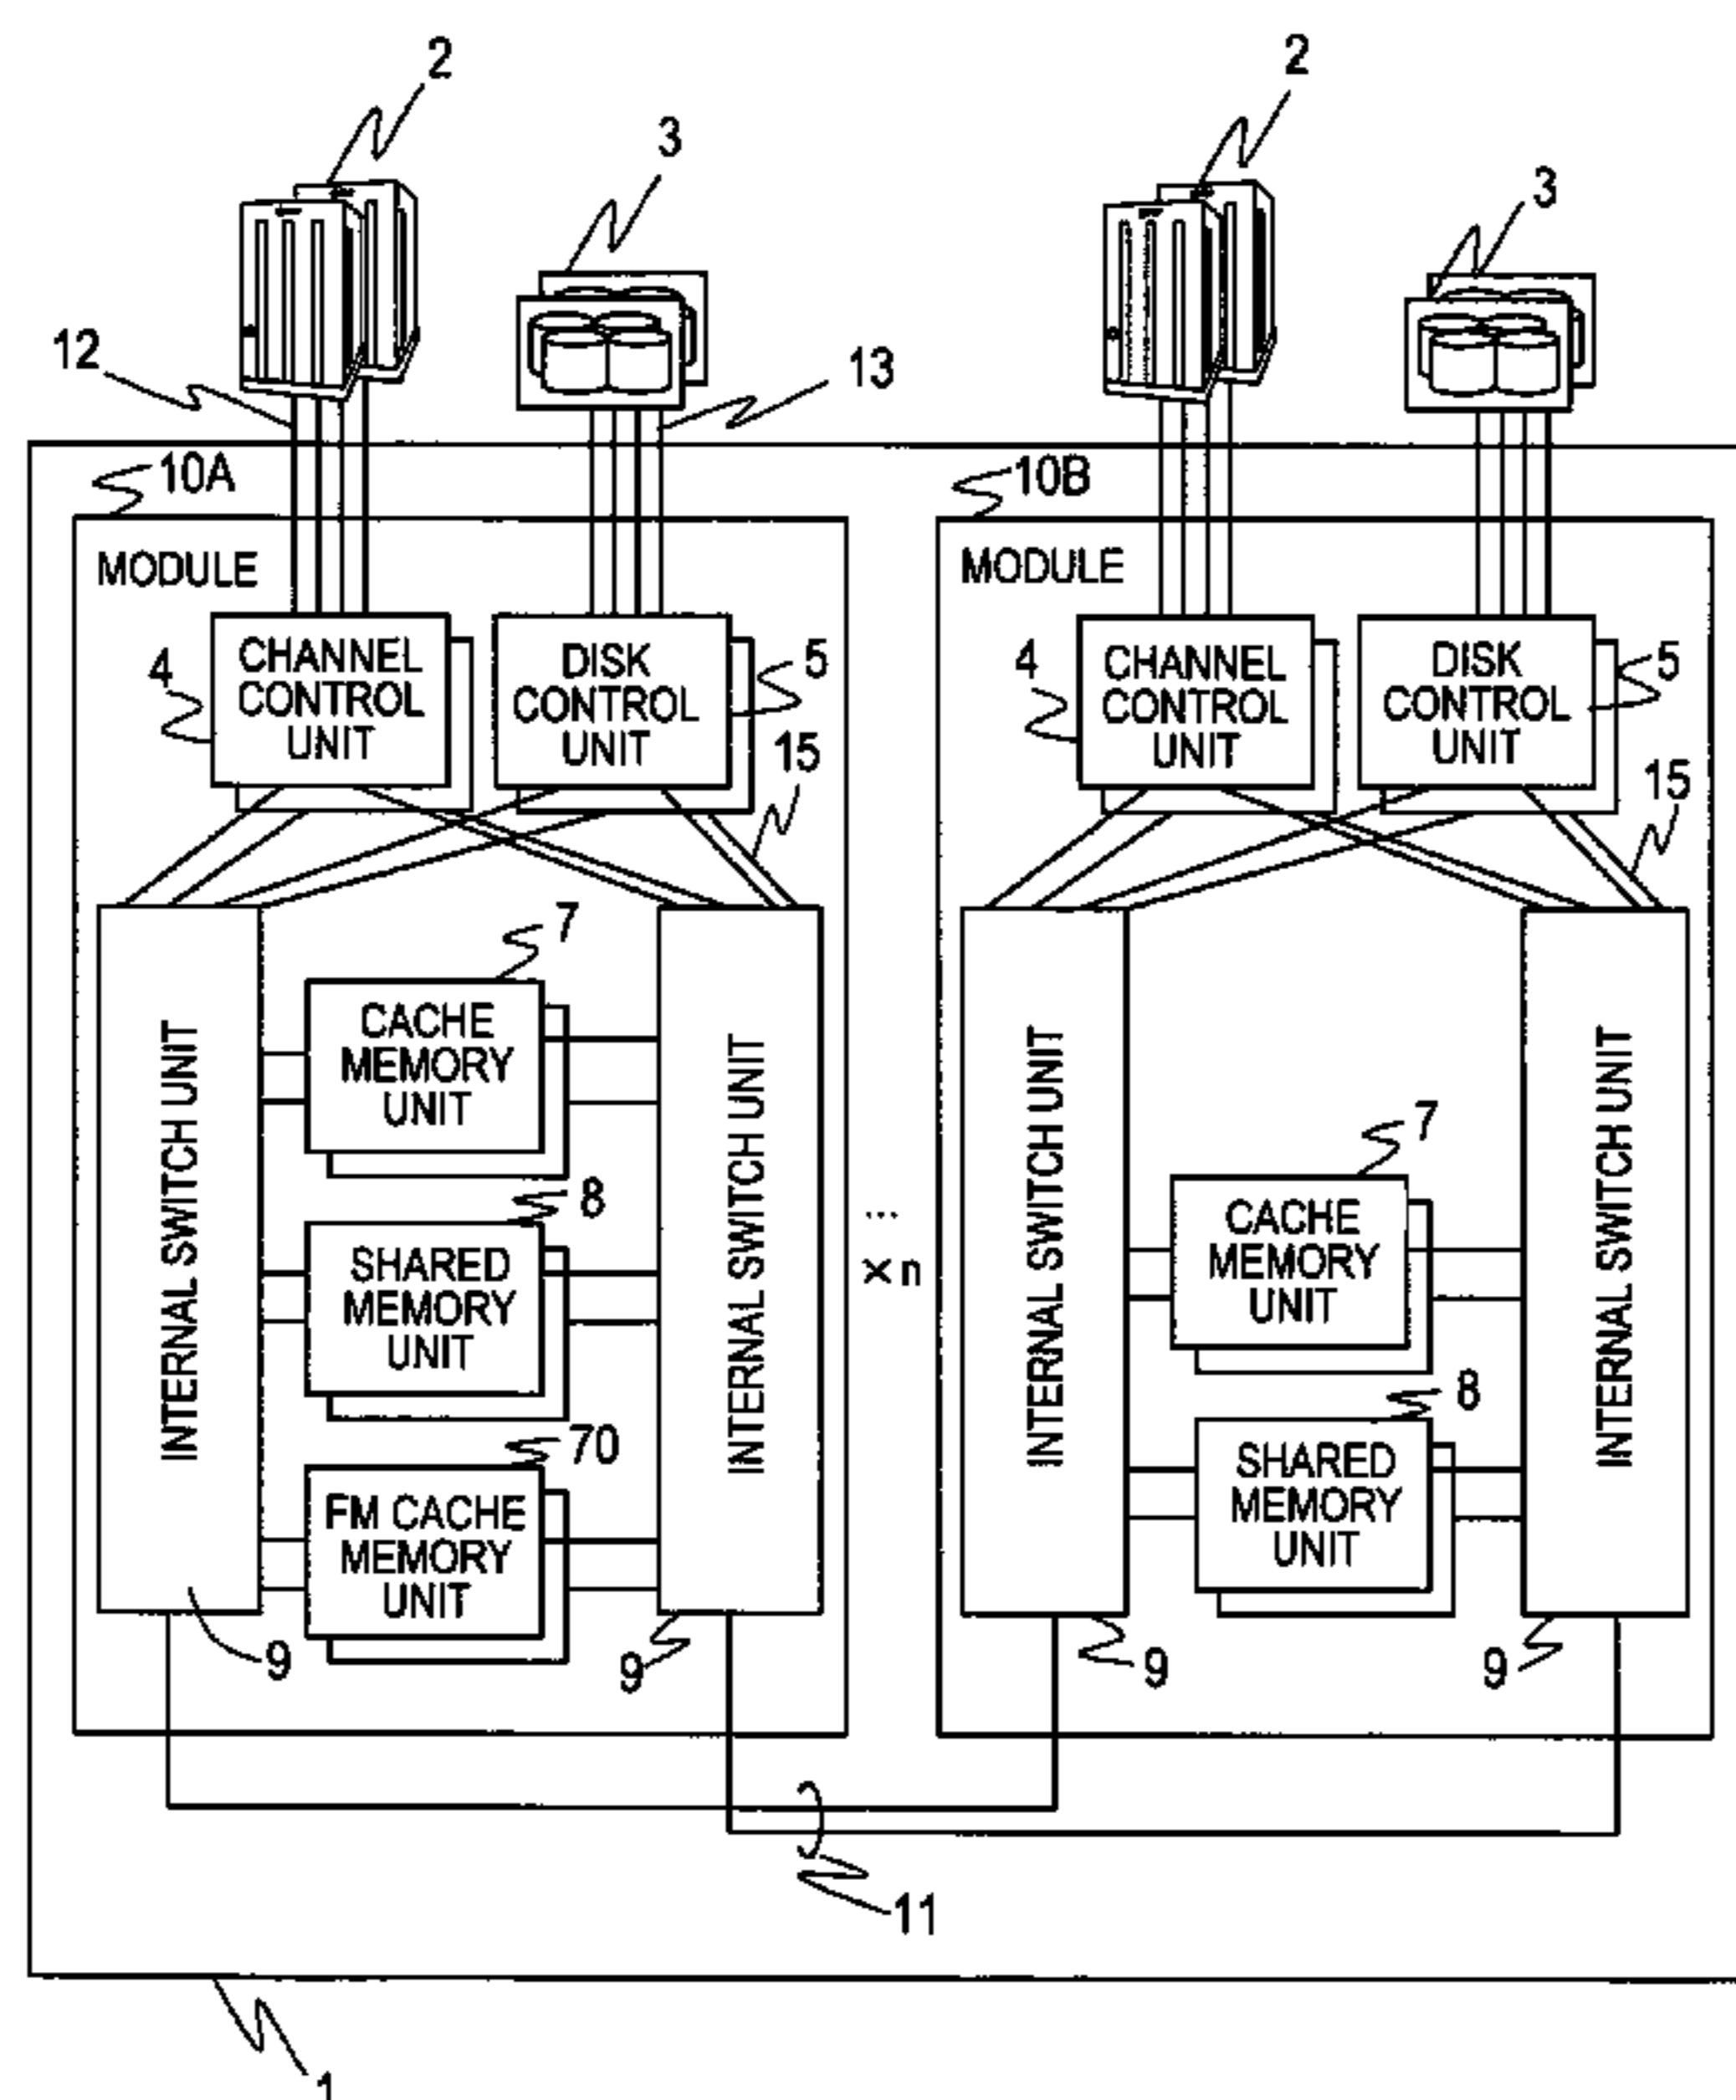 2
2
3
3
12
13
10A
10B
MODULE
MODULE
4
CHANNEL
CONTROL
UNIT
DISK
CONTROL
UNIT
5
15
4
CHANNEL
CONTROL
UNIT
DISK
CONTROL
UNIT
5
15
INTERNAL SWITCH UNIT
7
CACHE
MEMORY
UNIT
8
SHARED
MEMORY
UNIT
70
FM CACHE
MEMORY
UNIT
INTERNAL SWITCH UNIT
9
9
...
×n
INTERNAL SWITCH UNIT
7
CACHE
MEMORY
UNIT
8
SHARED
MEMORY
UNIT
INTERNAL SWITCH UNIT
9
9
11
1